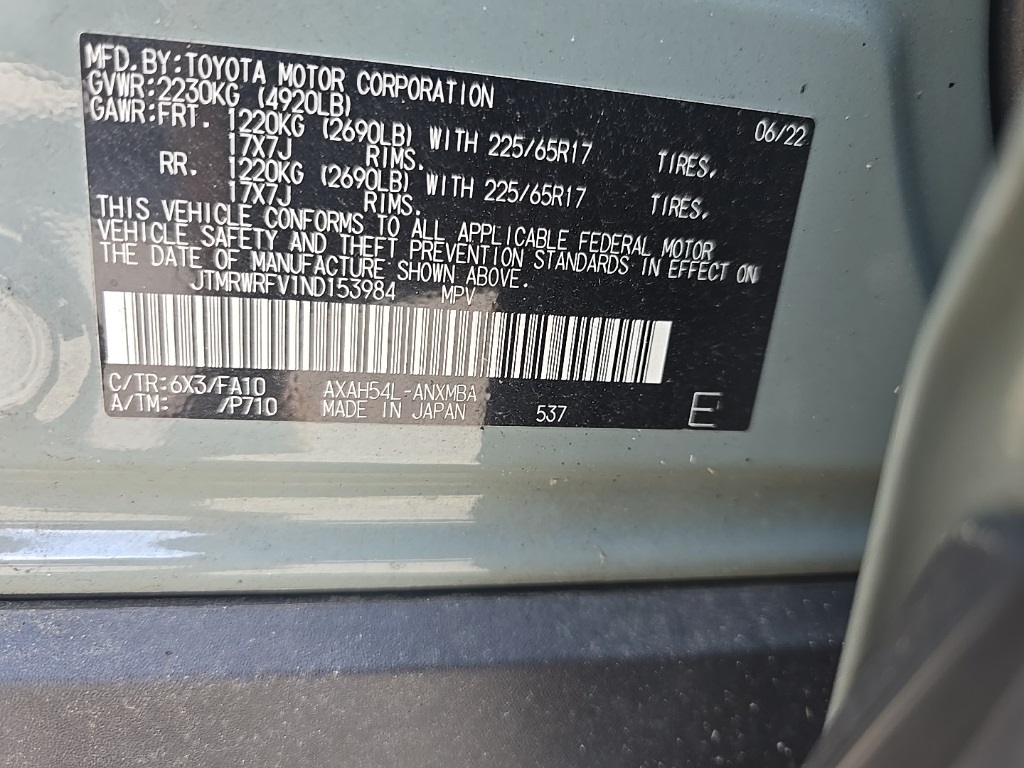 MFD.BY:TOYOTA MOTOR CORPORATION 06/22
GVWR:2230KG (4920LB)
GAWR:FRT. 1220KG (2690LB) WITH 225/65R17 TIRES,
17X7J RIMS.
RR. 1220KG (2690LB) WITH 225/65R17 TIRES,
17X7J RIMS.
THIS VEHICLE CONFORMS TO ALL APPLICABLE FEDERAL MOTOR
VEHICLE SAFETY AND THEFT PREVENTION STANDARDS IN EFFECT ON
THE DATE OF MANUFACTURE SHOWN ABOVE.
JTMRWRFV1ND153984 MPV
C/TR:6X3/FA10 AXAH54L-ANXMBA
A/TM: /P710 MADE IN JAPAN 537 E